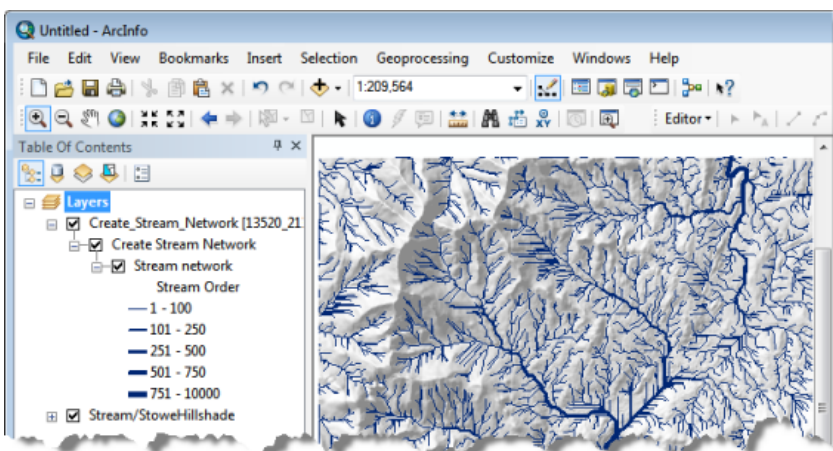 Untitled - ArcInfo
File Edit View Bookmarks Insert Selection Geoprocessing Customize Windows Help
1:209,564
Editor
Table Of Contents
Layers
Create_Stream_Network [13520_21
Create Stream Network
Stream network
Stream Order
1 - 100
101 - 250
251 - 500
501 - 750
751 - 10000
Stream/StoweHillshade